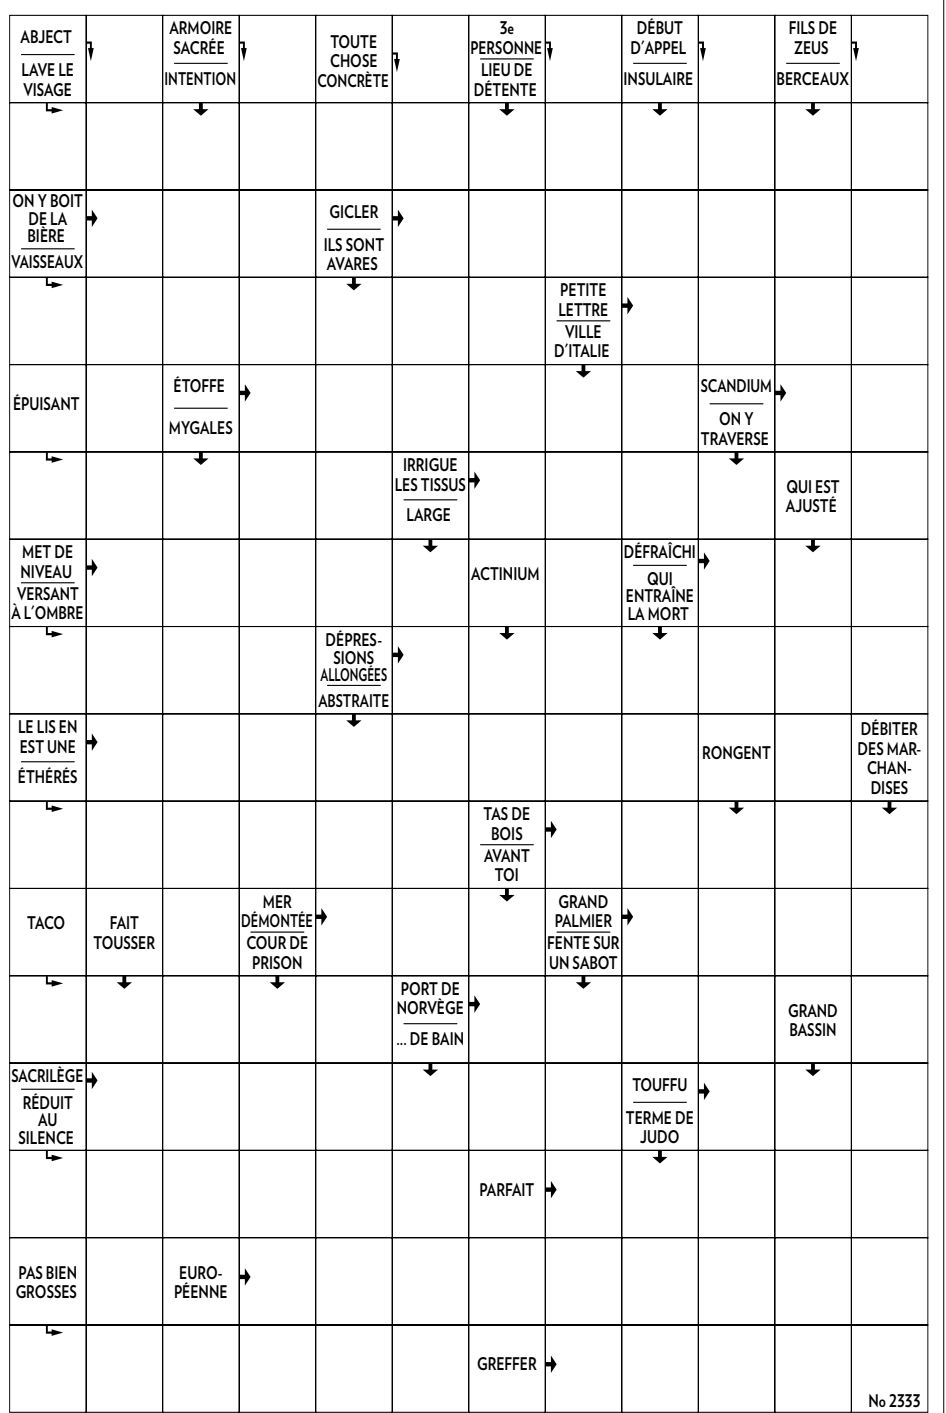 ABJECT
LAVE LE
VISAGE
ARMOIRE
SACRÉE
INTENTION
TOUTE
CHOSE
CONCRÈTE
3e
PERSONNE
LIEU DE
DÉTENTE
DÉBUT
D'APPEL
INSULAIRE
FILS DE
ZEUS
BERCEAUX
ON Y BOIT
DE LA
BIÈRE
VAISSEAUX
GICLER
ILS SONT
AVARES
PETITE
LETTRE
VILLE
D'ITALIE
ÉPUISANT
ÉTOFFE
MYGALES
SCANDIUM
ON Y
TRAVERSE
IRRIGUE
LES TISSUS
LARGE
QUI EST
AJUSTÉ
MET DE
NIVEAU
VERSANT
À L'OMBRE
ACTINIUM
DÉFRAÎCHI
QUI
ENTRAÎNE
LA MORT
DÉPRES-
SIONS
ALLONGÉES
ABSTRAITE
LE LIS EN
EST UNE
ÉTHÉRÉS
RONGENT
DÉBITER
DES MAR-
CHAN-
DISES
TAS DE
BOIS
AVANT
TOI
TACO
FAIT
TOUSSER
MER
DÉMONTÉE
COUR DE
PRISON
GRAND
PALMIER
FENTE SUR
UN SABOT
PORT DE
NORVÈGE
... DE BAIN
GRAND
BASSIN
SACRILÈGE
RÉDUIT
AU
SILENCE
TOUFFU
TERME DE
JUDO
PARFAIT
PAS BIEN
GROSSES
EURO-
PÉENNE
GREFFER
No 2333